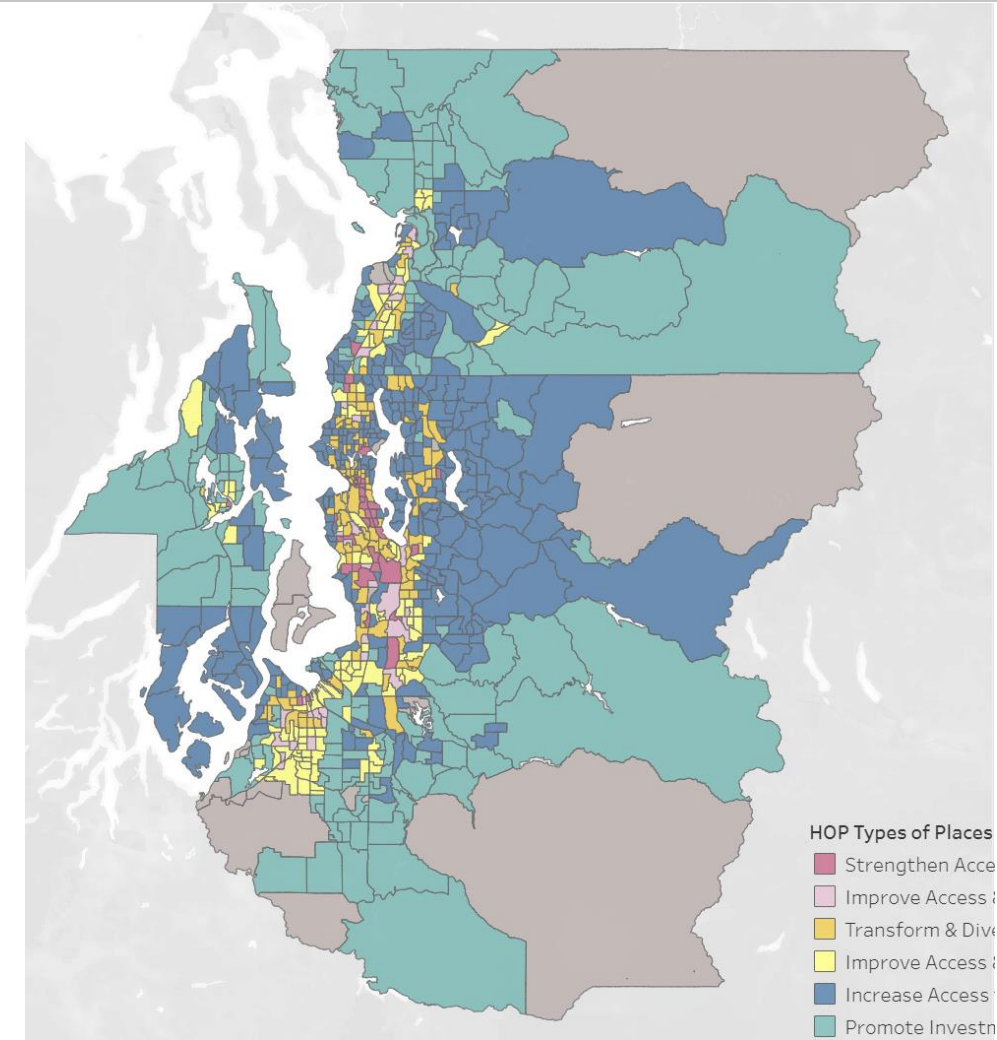 HOP Types of Places
Strengthen Acce
Improve Access &
Transform & Dive
Improve Access &
Increase Access
Promote Investn